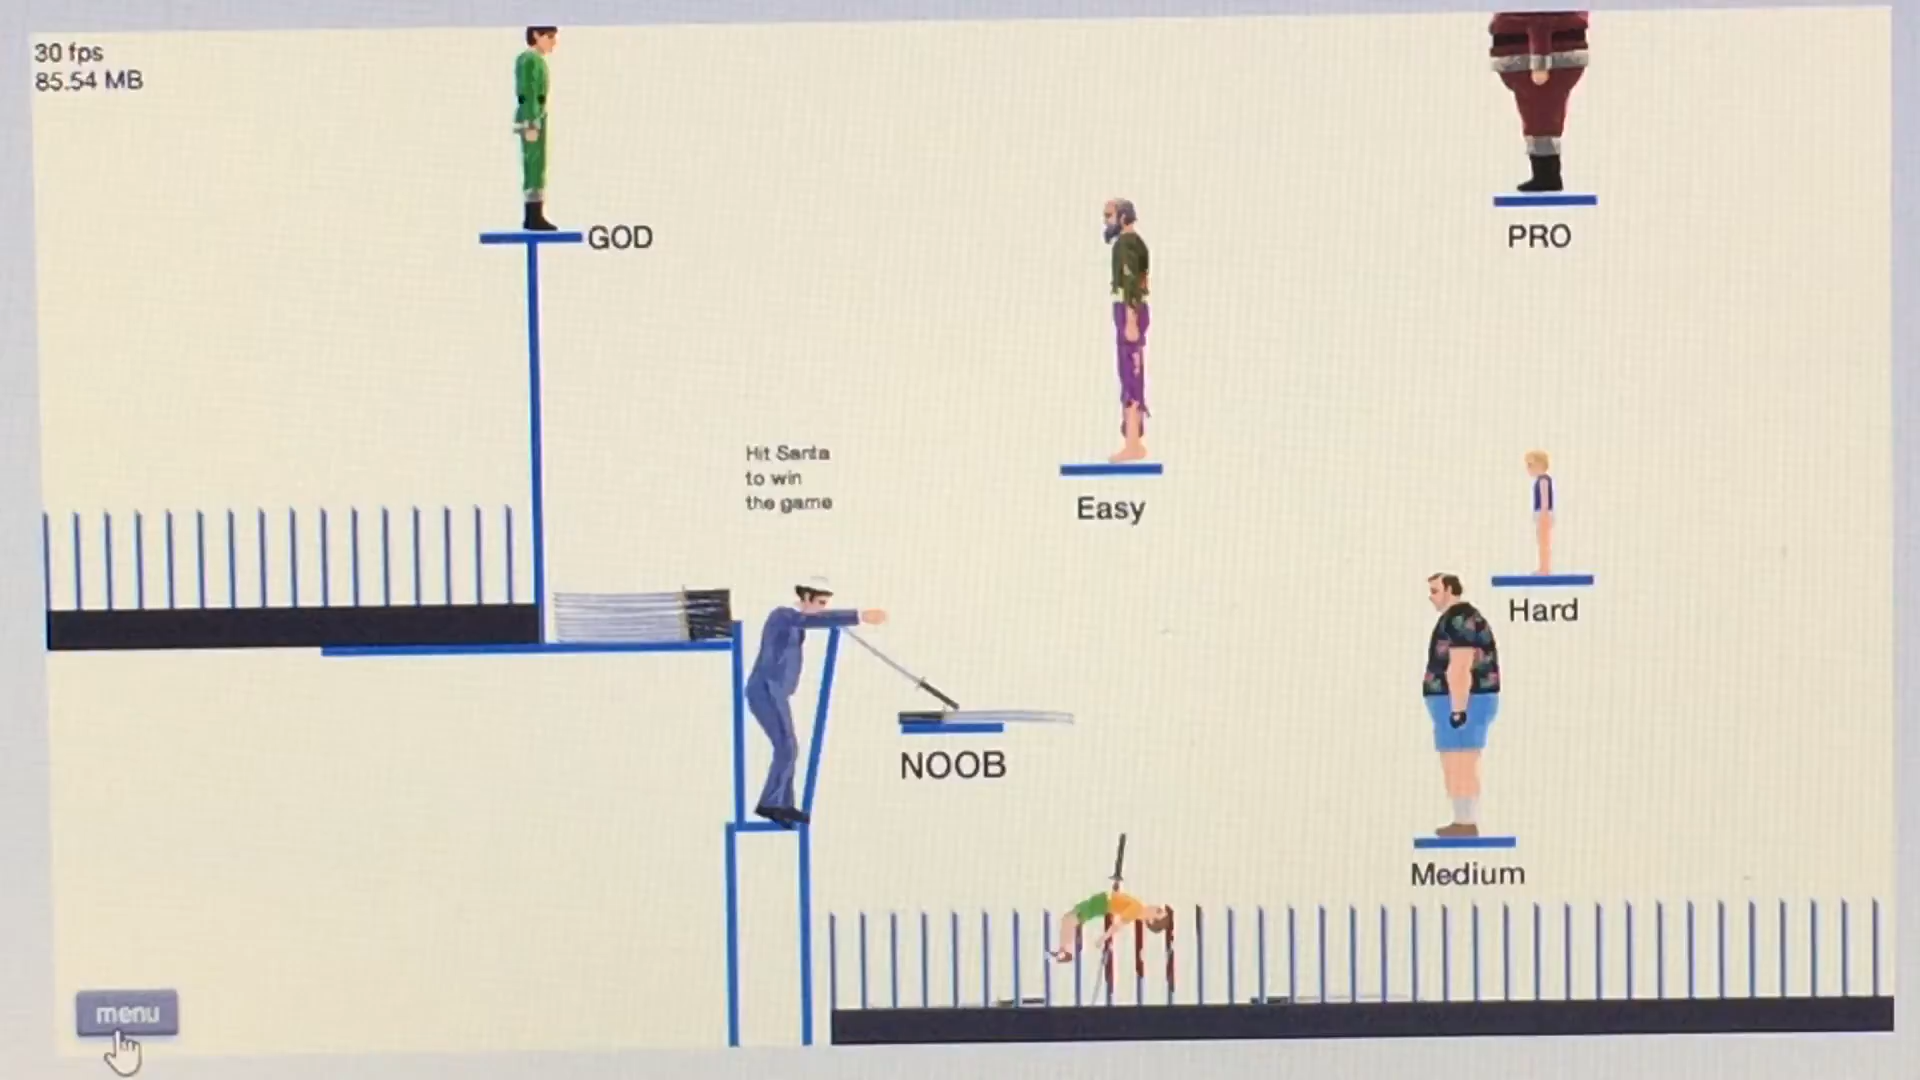 30 fps
85.54 MB
GOD
PRO
Hit Santa
to win
the game
Easy
Hard
NOOB
Medium
menu